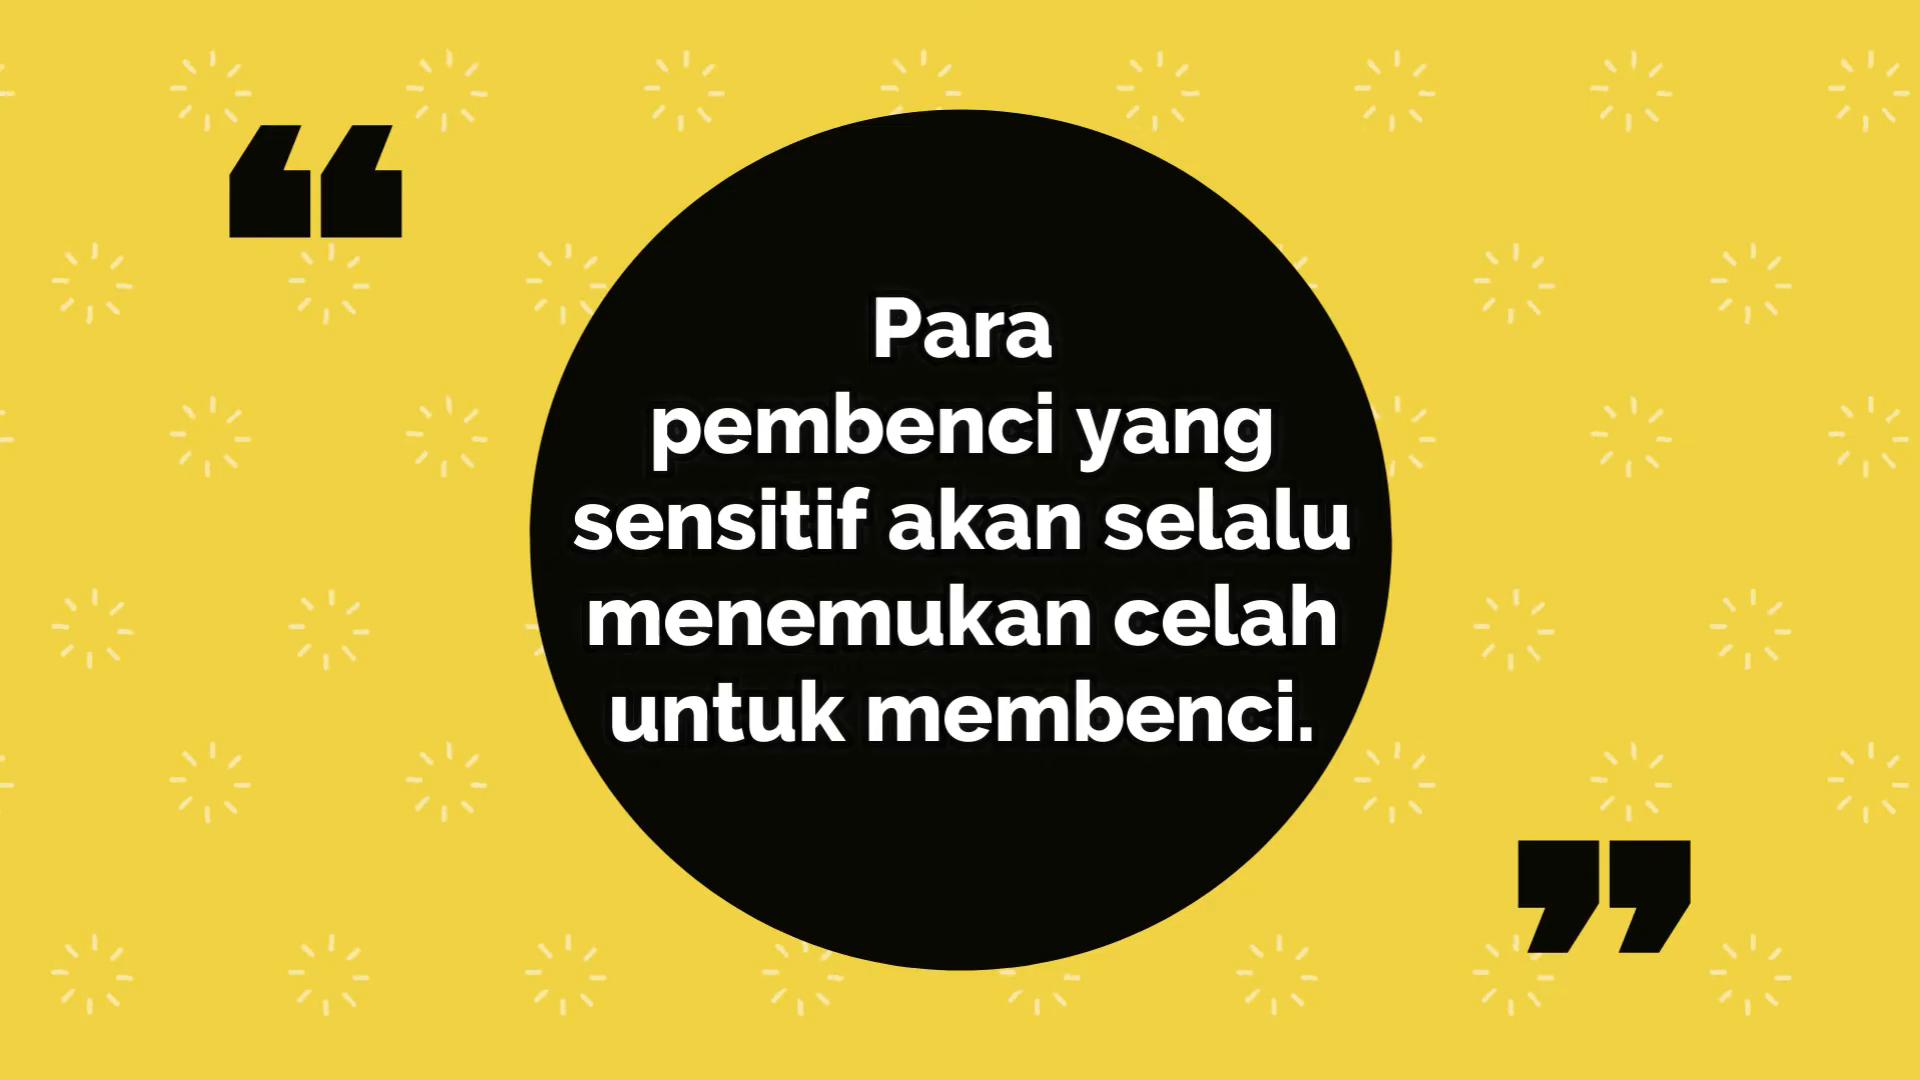 “
Para
pembenci yang
sensitif akan selalu
menemukan celah
untuk membenci.
”